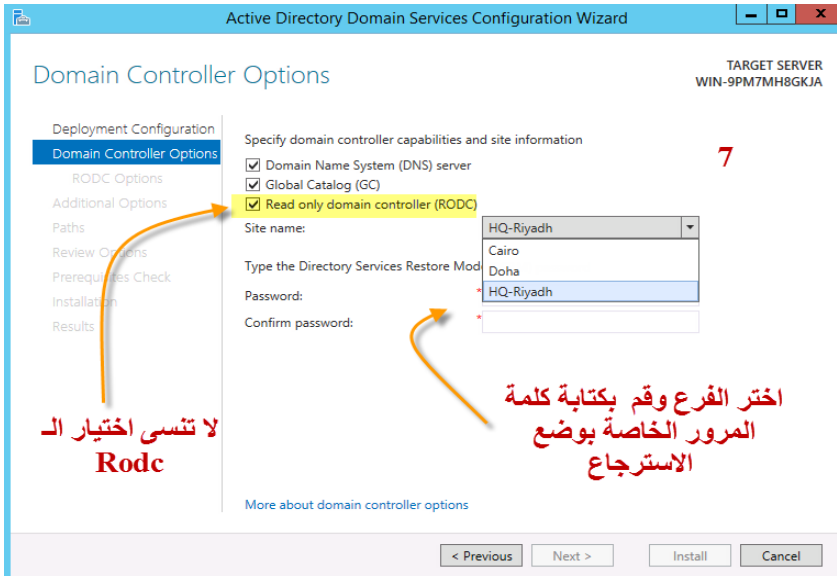 Active Directory Domain Services Configuration Wizard
Domain Controller Options
TARGET SERVER
WIN-9PM7MH8GKJA
Deployment Configuration
Domain Controller Options
RODC Options
Additional Options
Paths
Review Options
Prerequisites Check
Installation
Results
Specify domain controller capabilities and site information
7
Domain Name System (DNS) server
Global Catalog (GC)
Read only domain controller (RODC)
Site name:
HQ-Riyadh
Cairo
Doha
HQ-Riyadh
Type the Directory Services Restore Mod
Password:
*
Confirm password:
*
اختر الفرع وقم بكتابة كلمة
المرور الخاصة بوضع
الاسترجاع
لا تنسى اختيار الـ
Rodc
More about domain controller options
< Previous
Next >
Install
Cancel